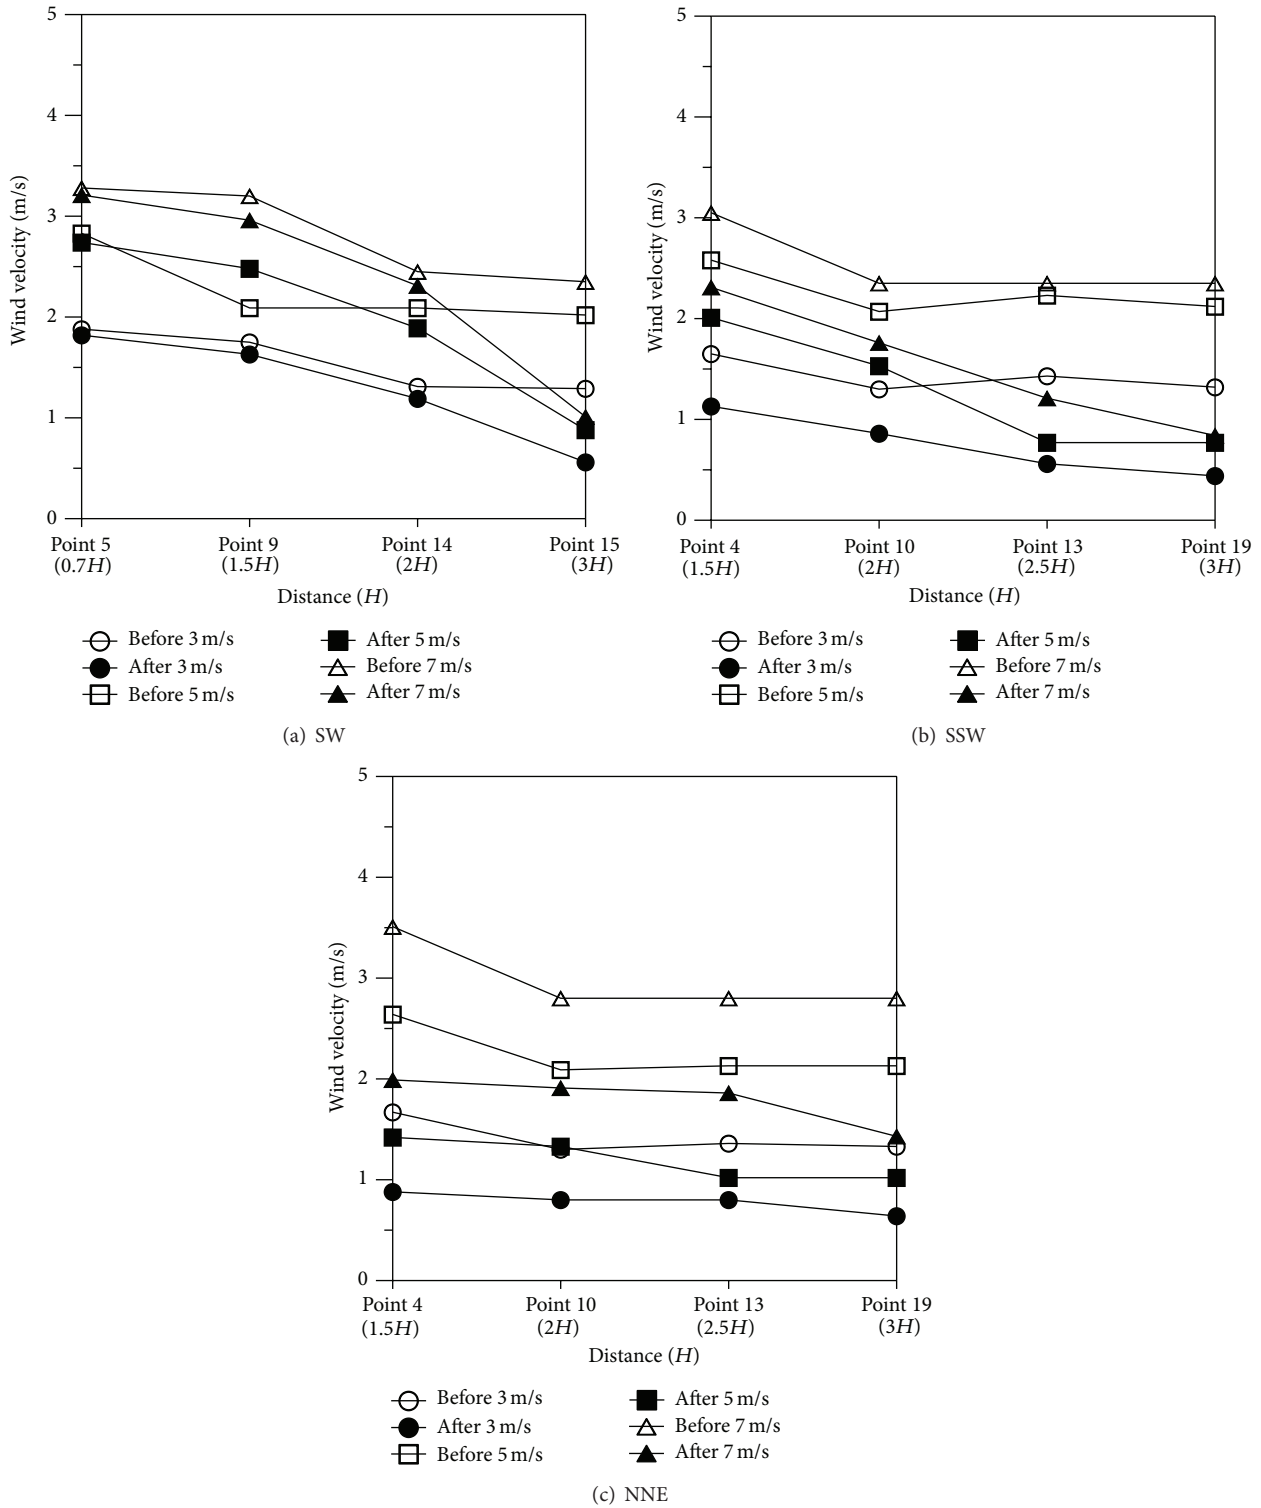 5
4
3
2
1
0
Wind velocity (m/s)
Point 5 Point 9 Point 14 Point 15
(0.7H) (1.5H) (2H) (3H)
Distance (H)
Before 3 m/s
After 3 m/s
Before 5 m/s
After 5 m/s
Before 7 m/s
After 7 m/s
(a) SW
5
4
3
2
1
0
Wind velocity (m/s)
Point 4 Point 10 Point 13 Point 19
(1.5H) (2H) (2.5H) (3H)
Distance (H)
Before 3 m/s
After 3 m/s
Before 5 m/s
After 5 m/s
Before 7 m/s
After 7 m/s
(b) SSW
5
4
3
2
1
0
Wind velocity (m/s)
Point 4 Point 10 Point 13 Point 19
(1.5H) (2H) (2.5H) (3H)
Distance (H)
Before 3 m/s
After 3 m/s
Before 5 m/s
After 5 m/s
Before 7 m/s
After 7 m/s
(c) NNE